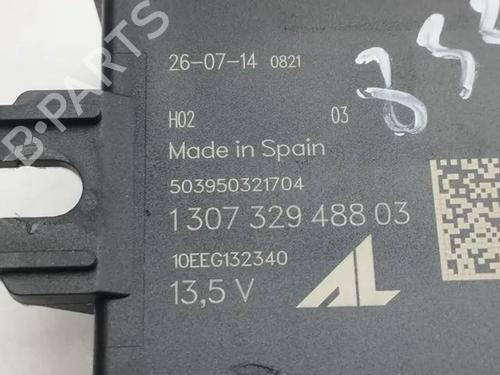 26-07-14 0821
H02 03
Made in Spain
503950321704
1 307 329 488 03
10EEG132340
13,5 V
AL
B-PARTS